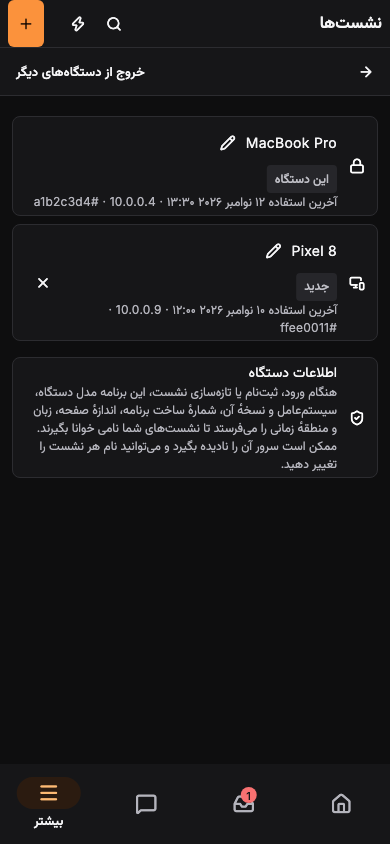 نشست‌ها
خروج از دستگاه‌های دیگر
MacBook Pro
این دستگاه
آخرین استفاده ۱۲ نوامبر ۲۰۲۶ ۱۳:۳۰ · 10.0.0.4 · #a1b2c3d4
Pixel 8
جدید
آخرین استفاده ۱۰ نوامبر ۲۰۲۶ ۱۲:۰۰ · 10.0.0.9 ·
#ffee0011
اطلاعات دستگاه
هنگام ورود، ثبت‌نام یا تازه‌سازی نشست، این برنامه مدل دستگاه،
سیستم‌عامل و نسخهٔ آن، شمارهٔ ساخت برنامه، اندازهٔ صفحه، زبان
و منطقهٔ زمانی را می‌فرستد تا نشست‌های شما نامی خوانا بگیرند.
ممکن است سرور آن را نادیده بگیرد و می‌توانید نام هر نشست را
تغییر دهید.
1
بیشتر